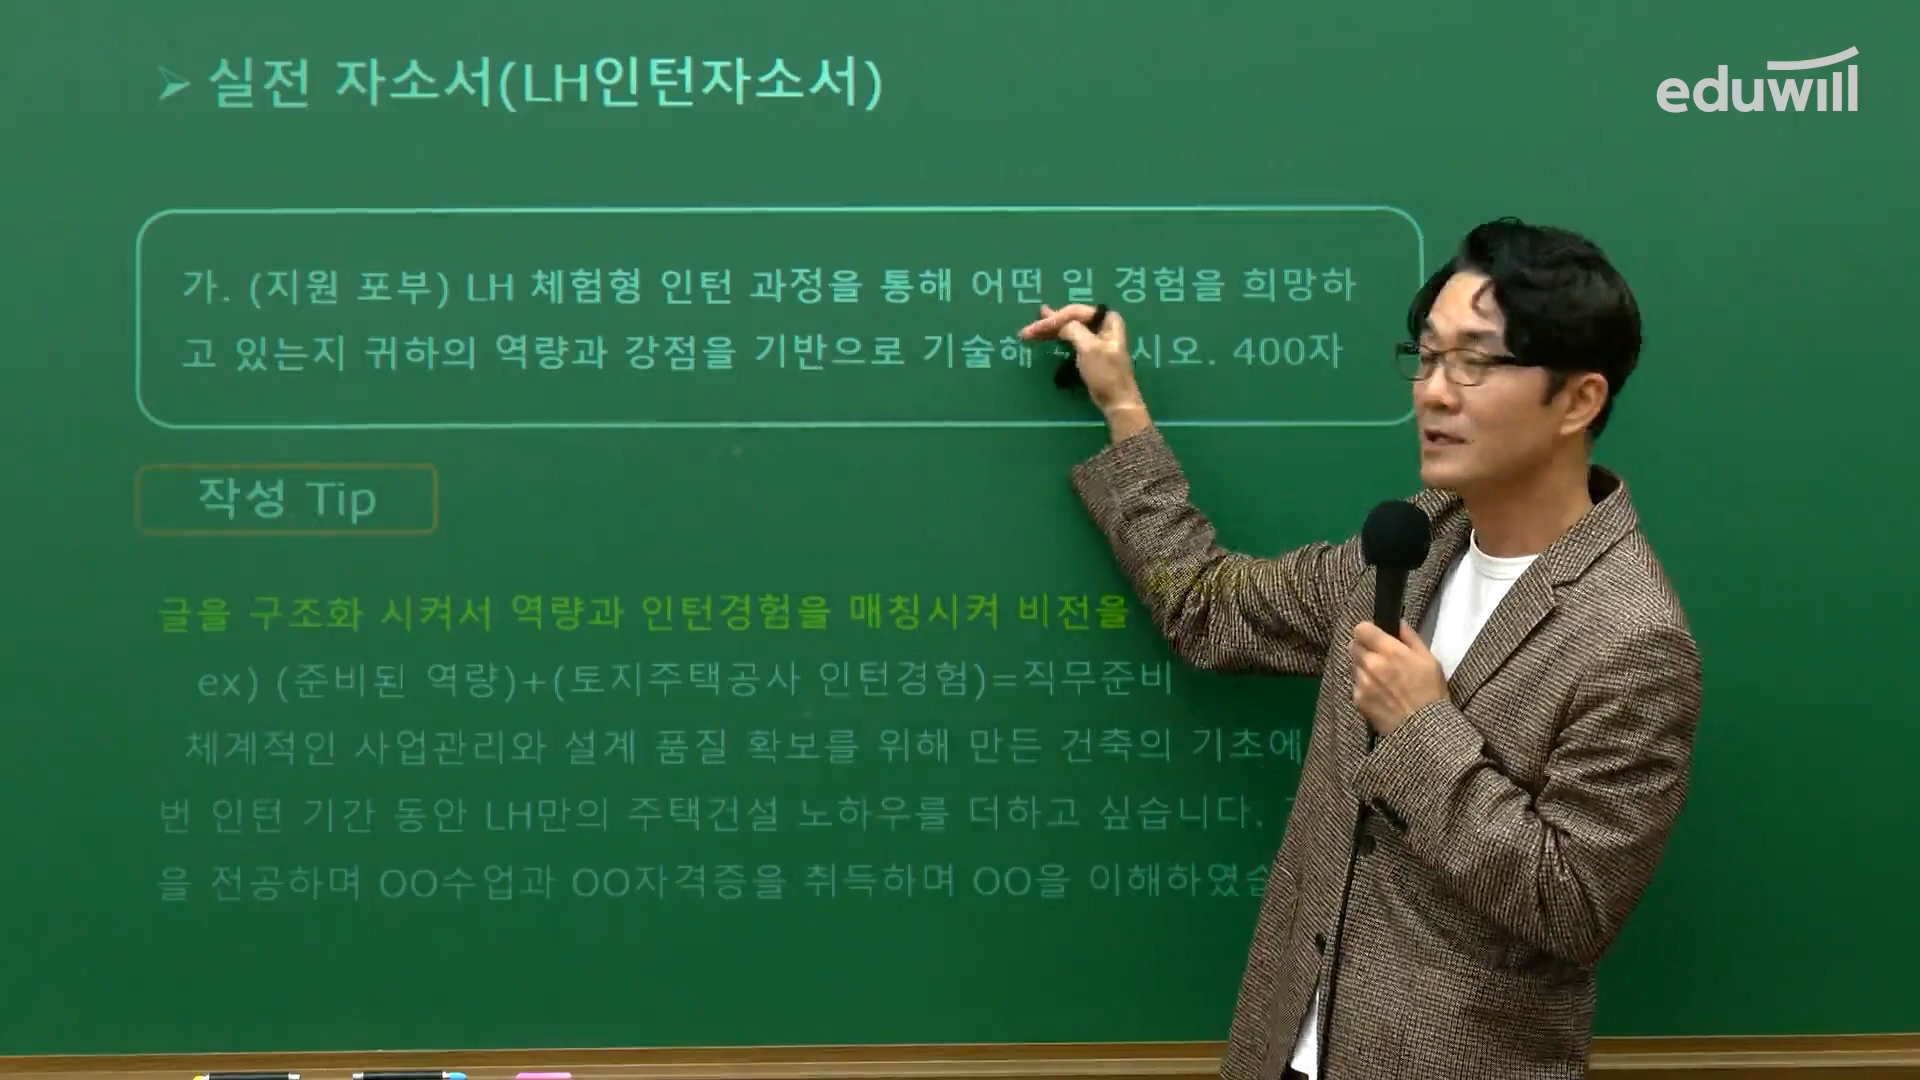 ➢ 실전 자소서(LH인턴자소서)
eduwill
가. (지원 포부) LH 체험형 인턴 과정을 통해 어떤 일 경험을 희망하
고 있는지 귀하의 역량과 강점을 기반으로 기술해 시오. 400자
작성 Tip
글을 구조화 시켜서 역량과 인턴경험을 매칭시켜 비전을
ex) (준비된 역량)+(토지주택공사 인턴경험)=직무준비
체계적인 사업관리와 설계 품질 확보를 위해 만든 건축의 기초에
번 인턴 기간 동안 LH만의 주택건설 노하우를 더하고 싶습니다.
을 전공하며 OO수업과 OO자격증을 취득하며 OO을 이해하였습